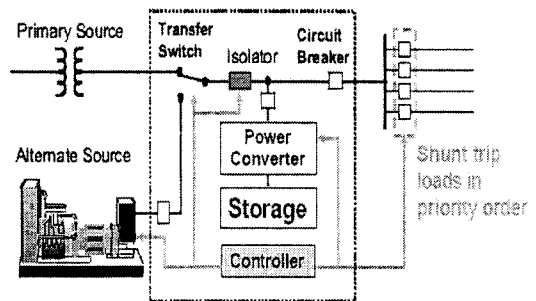 Primary Source
Transfer
Switch
Isolator
Circuit
Breaker
Alternate Source
Power
Converter
Storage
Controller
Shunt trip
loads in
priority order